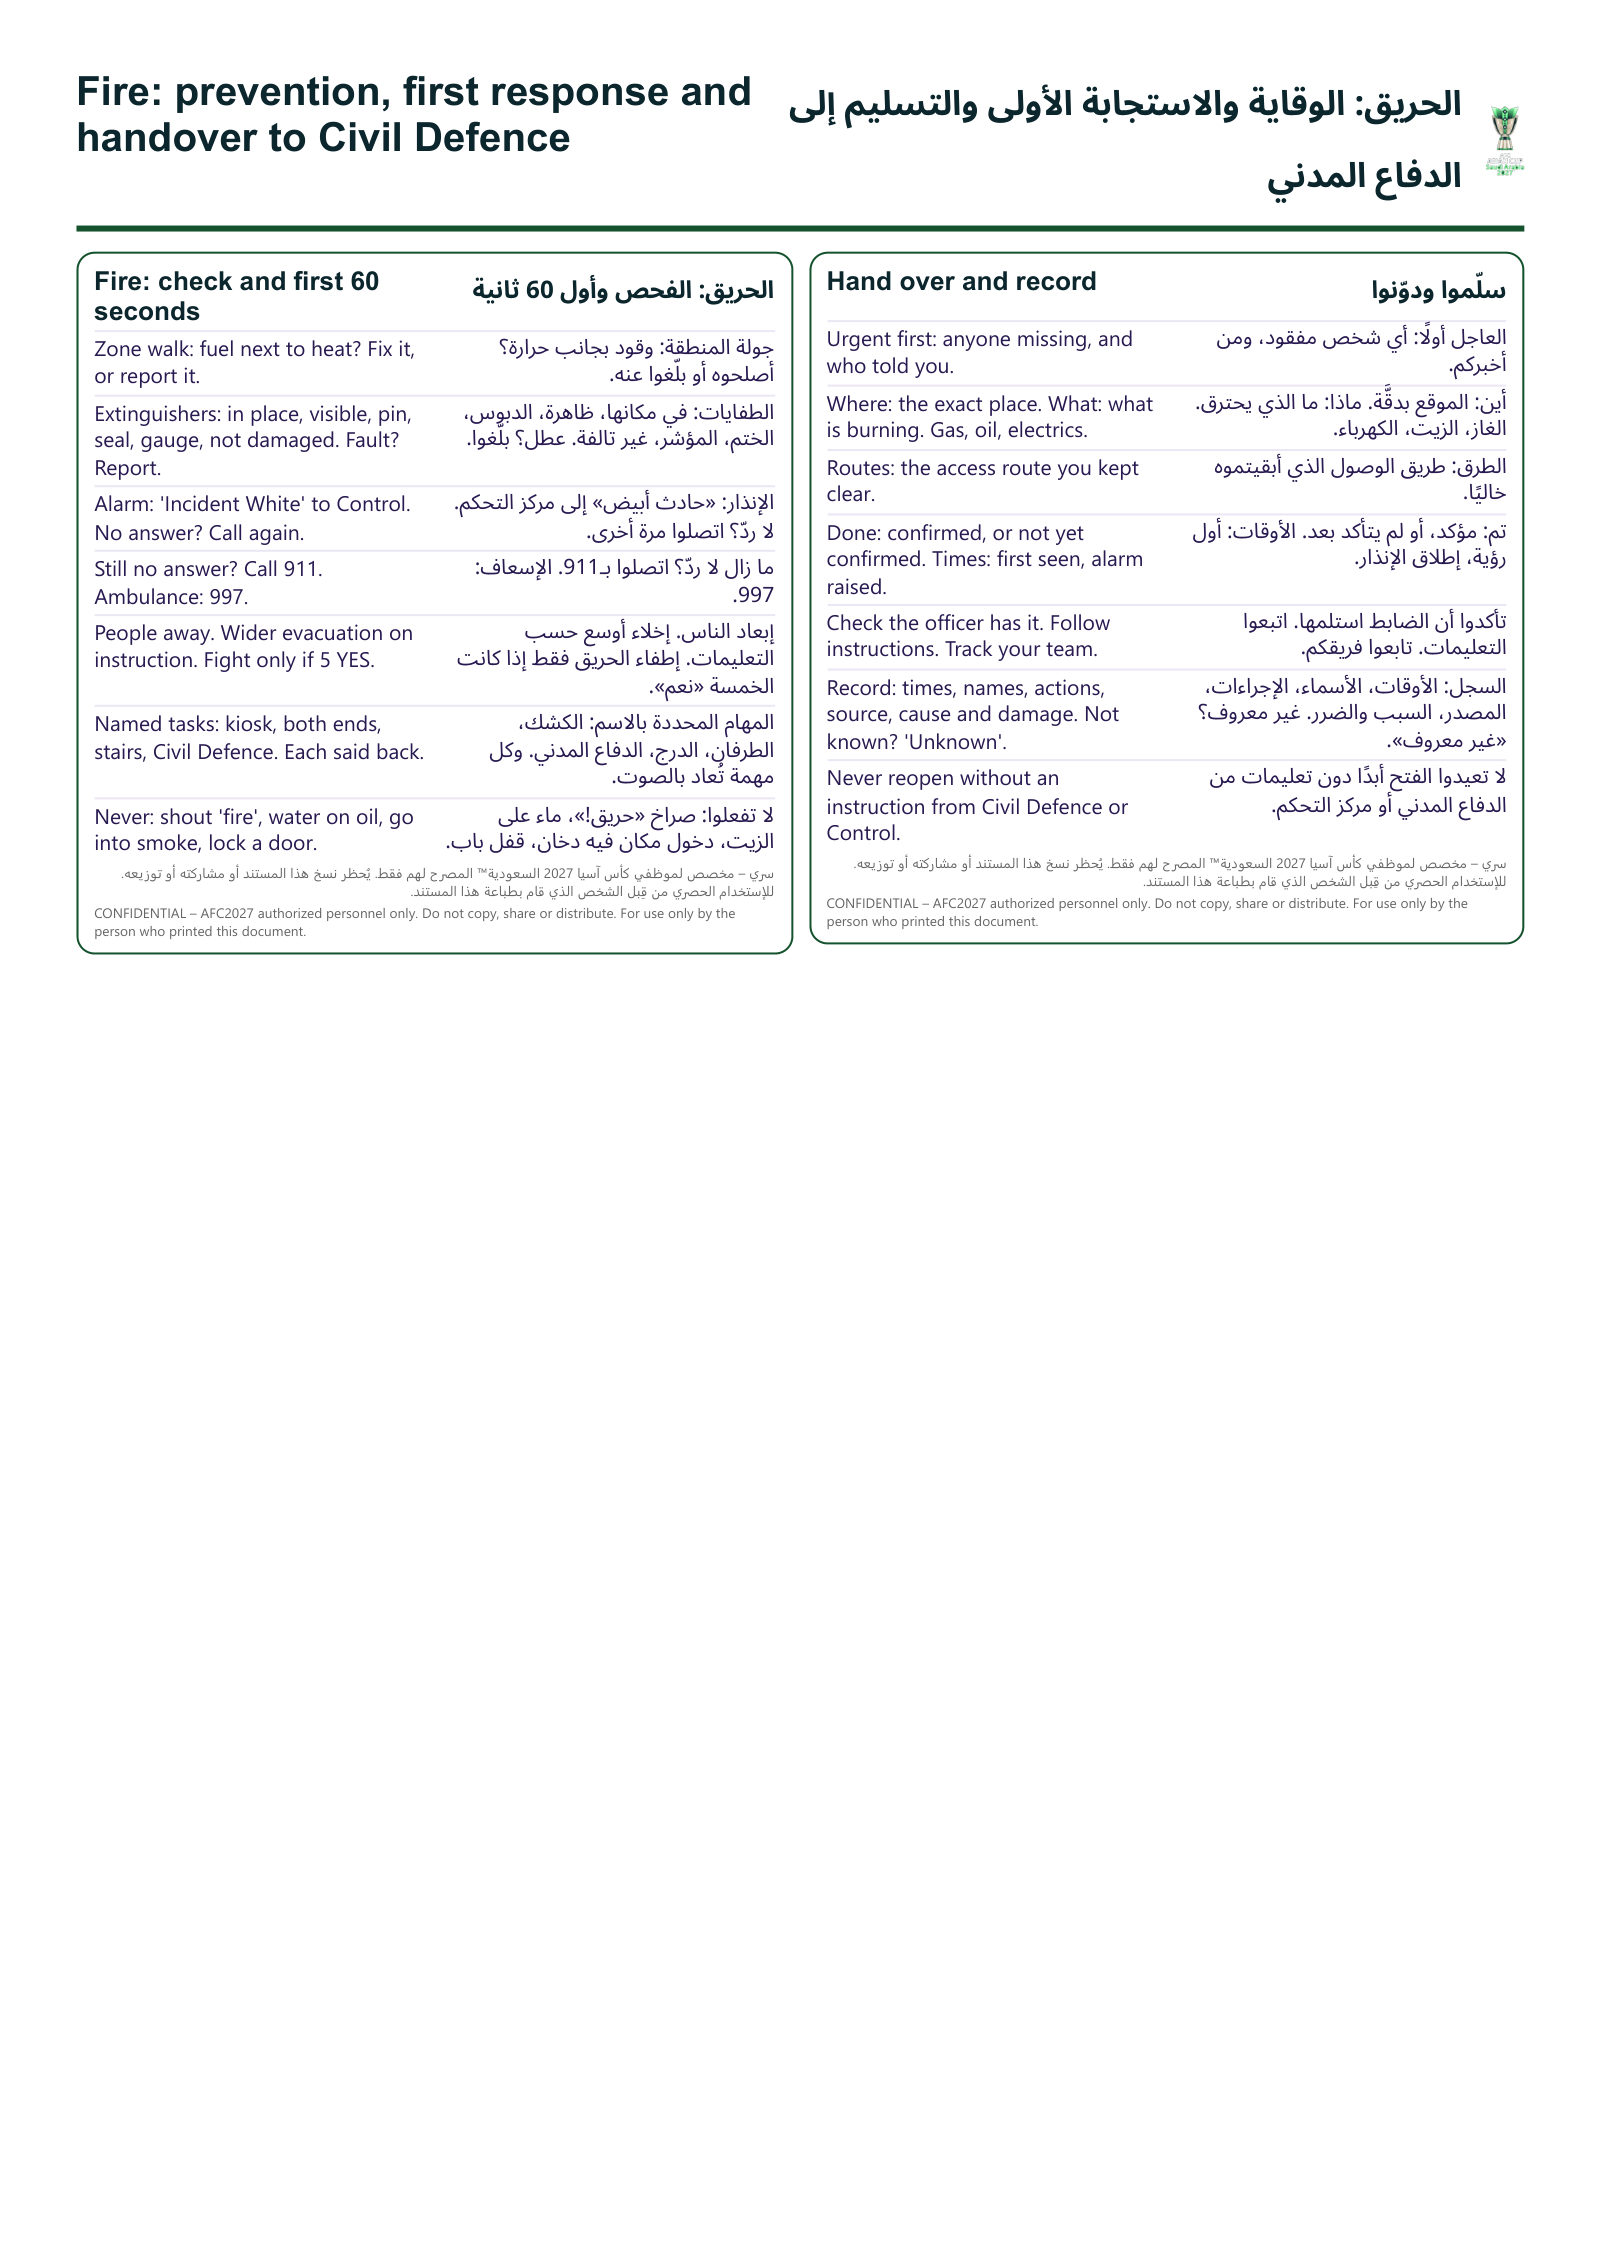 Fire: prevention, first response and
handover to Civil Defence
الحريق: الوقاية والاستجابة الأولى والتسليم إلى
الدفاع المدني
Saudi Arabia
2027
Fire: check and first 60
seconds
الحريق: الفحص وأول 60 ثانية
Zone walk: fuel next to heat? Fix it,
or report it.
جولة المنطقة: وقود بجانب حرارة؟
أصلحوه أو بلّغوا عنه.
Extinguishers: in place, visible, pin,
seal, gauge, not damaged. Fault?
Report.
الطفايات: في مكانها، ظاهرة، الدبوس،
الختم، المؤشر، غير تالفة. عطل؟ بلّغوا.
Alarm: 'Incident White' to Control.
No answer? Call again.
الإنذار: «حادث أبيض» إلى مركز التحكم.
لا ردّ؟ اتصلوا مرة أخرى.
Still no answer? Call 911.
Ambulance: 997.
ما زال لا ردّ؟ اتصلوا بـ911. الإسعاف:
997.
People away. Wider evacuation on
instruction. Fight only if 5 YES.
إبعاد الناس. إخلاء أوسع حسب
التعليمات. إطفاء الحريق فقط إذا كانت
الخمسة «نعم».
Named tasks: kiosk, both ends,
stairs, Civil Defence. Each said back.
المهام المحددة بالاسم: الكشك،
الطرفان، الدرج، الدفاع المدني. وكل
مهمة تُعاد بالصوت.
Never: shout 'fire', water on oil, go
into smoke, lock a door.
لا تفعلوا: صراخ «حريق!»، ماء على
الزيت، دخول مكان فيه دخان، قفل باب.
سري – مخصص لموظفي كأس آسيا 2027 السعودية™ المصرح لهم فقط. يُحظر نسخ هذا المستند أو مشاركته أو توزيعه.
للإستخدام الحصري من قِبل الشخص الذي قام بطباعة هذا المستند.
CONFIDENTIAL – AFC2027 authorized personnel only. Do not copy, share or distribute. For use only by the
person who printed this document.
Hand over and record
سلّموا ودوّنوا
Urgent first: anyone missing, and
who told you.
العاجل أولًا: أي شخص مفقود، ومن
أخبركم.
Where: the exact place. What: what
is burning. Gas, oil, electrics.
أين: الموقع بدقَّة. ماذا: ما الذي يحترق.
الغاز، الزيت، الكهرباء.
Routes: the access route you kept
clear.
الطرق: طريق الوصول الذي أبقيتموه
خاليًا.
Done: confirmed, or not yet
confirmed. Times: first seen, alarm
raised.
تم: مؤكد، أو لم يتأكد بعد. الأوقات: أول
رؤية، إطلاق الإنذار.
Check the officer has it. Follow
instructions. Track your team.
تأكدوا أن الضابط استلمها. اتبعوا
التعليمات. تابعوا فريقكم.
Record: times, names, actions,
source, cause and damage. Not
known? 'Unknown'.
السجل: الأوقات، الأسماء، الإجراءات،
المصدر، السبب والضرر. غير معروف؟
«غير معروف».
Never reopen without an
instruction from Civil Defence or
Control.
لا تعيدوا الفتح أبدًا دون تعليمات من
الدفاع المدني أو مركز التحكم.
سري – مخصص لموظفي كأس آسيا 2027 السعودية™ المصرح لهم فقط. يُحظر نسخ هذا المستند أو مشاركته أو توزيعه.
للإستخدام الحصري من قِبل الشخص الذي قام بطباعة هذا المستند.
CONFIDENTIAL – AFC2027 authorized personnel only. Do not copy, share or distribute. For use only by the
person who printed this document.